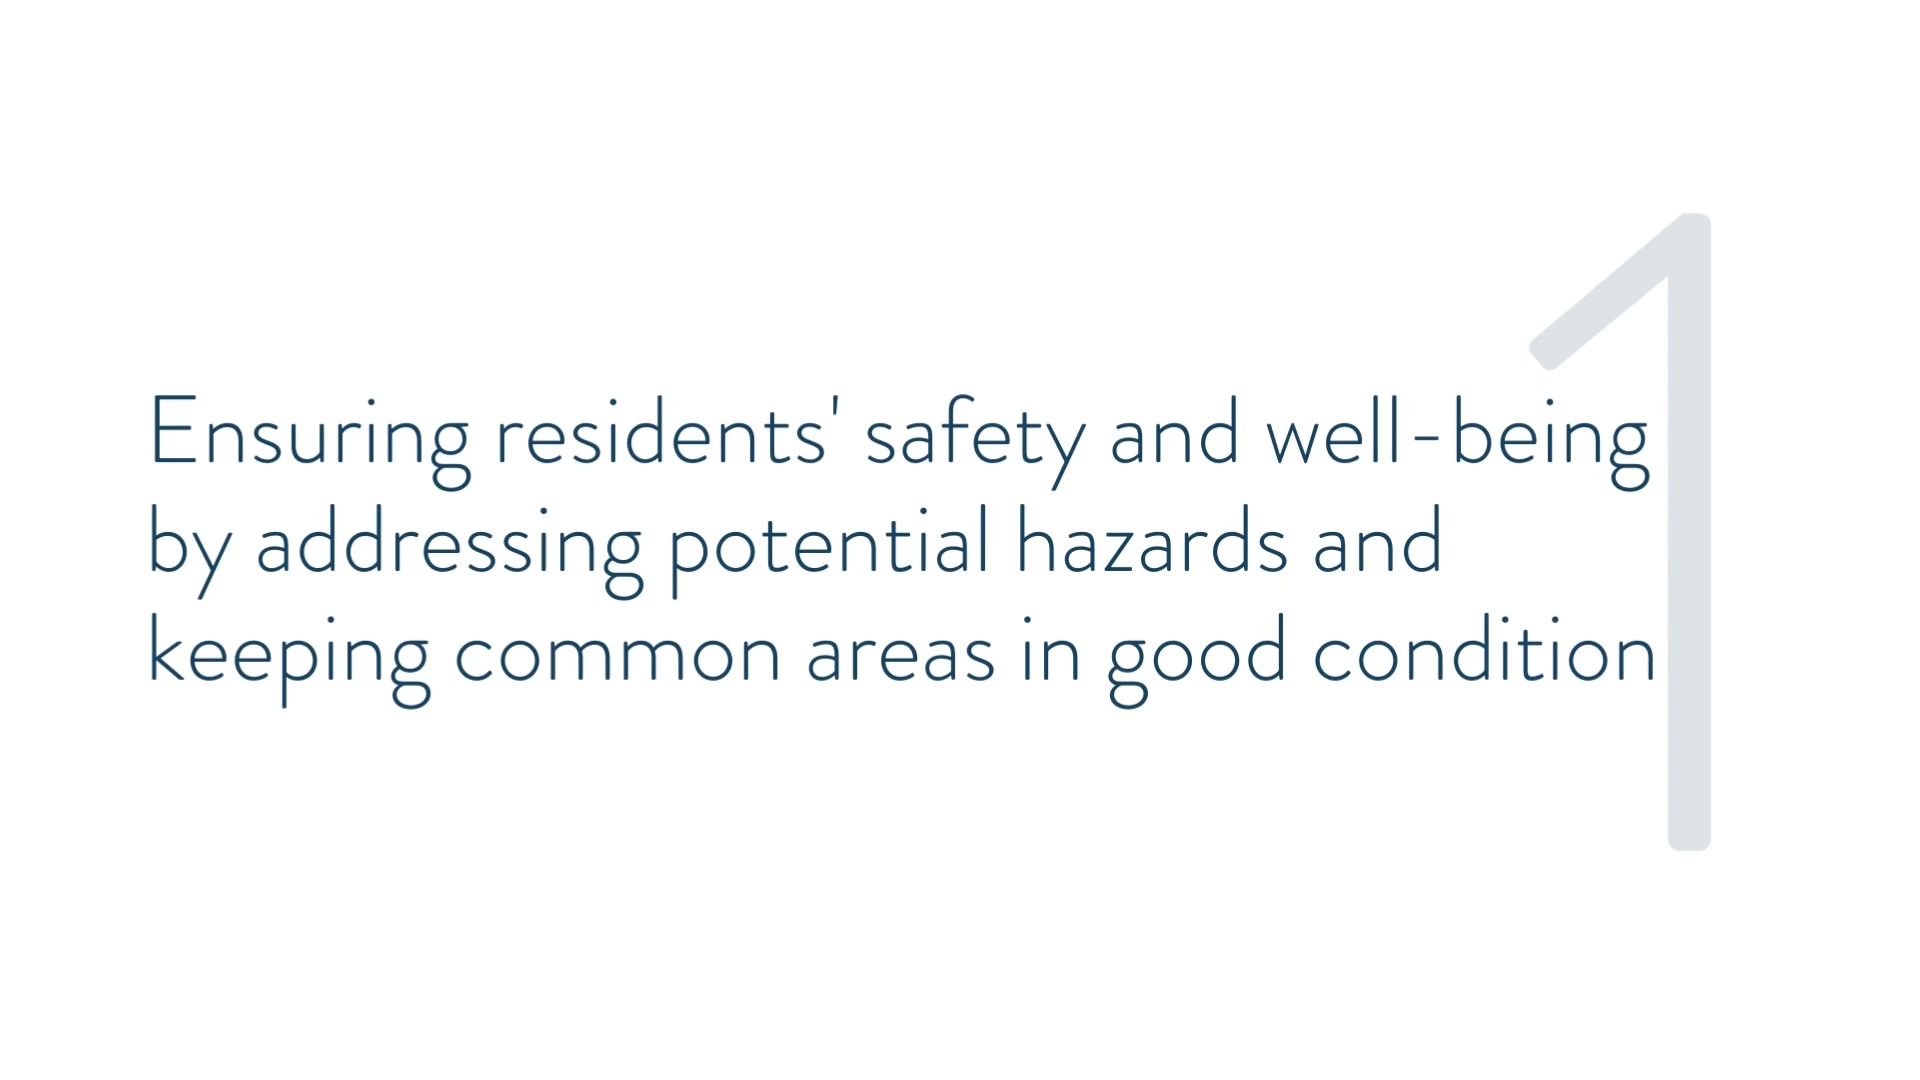 Ensuring residents' safety and well-being
by addressing potential hazards and
keeping common areas in good condition
1